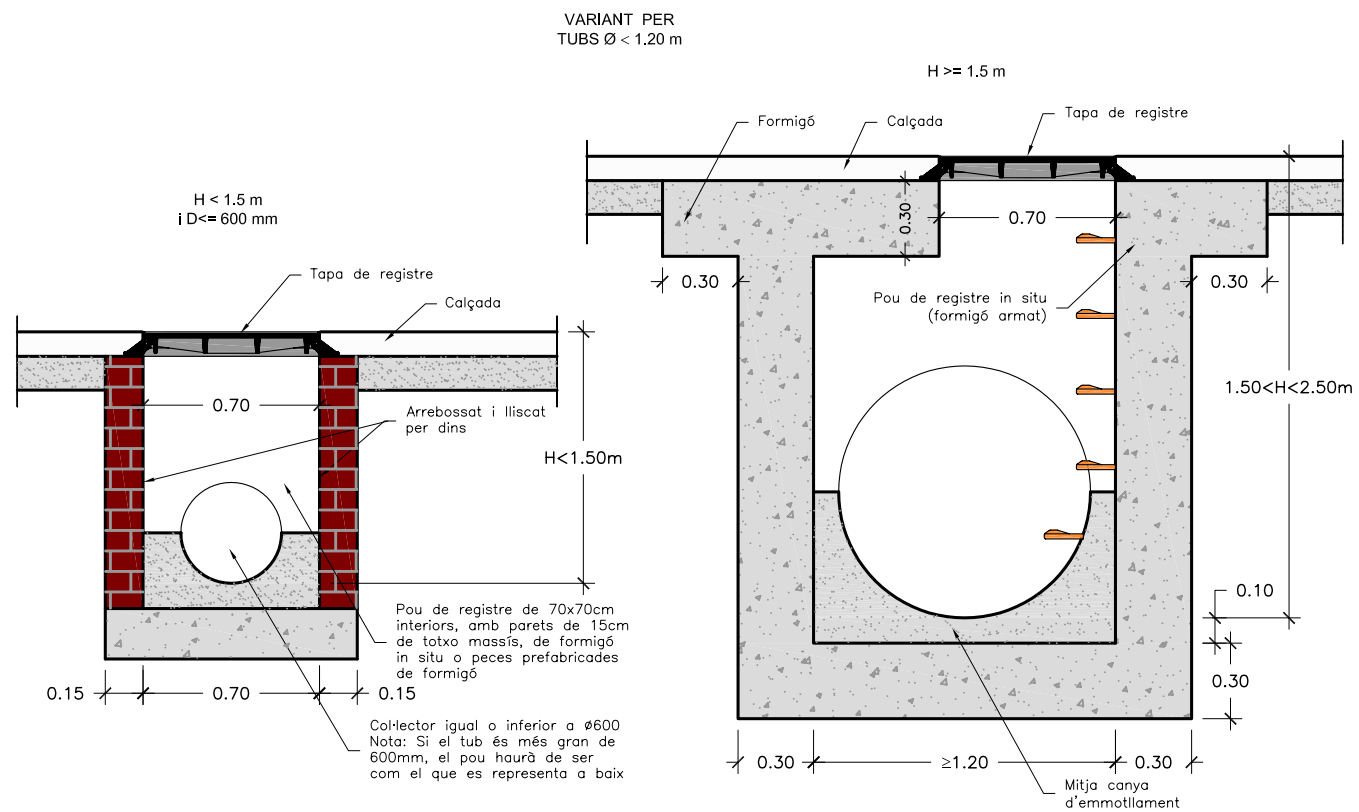 VARIANT PER
TUBS Ø < 1.20 m
H >= 1.5 m
Formigó
Calçada
Tapa de registre
0.30
0.70
0.30
0.30
Pou de registre in situ
(formigó armat)
1.50<H<2.50m
0.10
0.30
0.30
≥1.20
0.30
Mitja canya
d'emmotllament
H < 1.5 m
i D<= 600 mm
Tapa de registre
Calçada
0.70
Arrebossat i lliscat
per dins
H<1.50m
Pou de registre de 70x70cm
interiors, amb parets de 15cm
de totxo massís, de formigó
in situ o peces prefabricades
de formigó
0.15
0.70
0.15
Col·lector igual o inferior a Ø600
Nota: Si el tub és més gran de
600mm, el pou haurà de ser
com el que es representa a baix